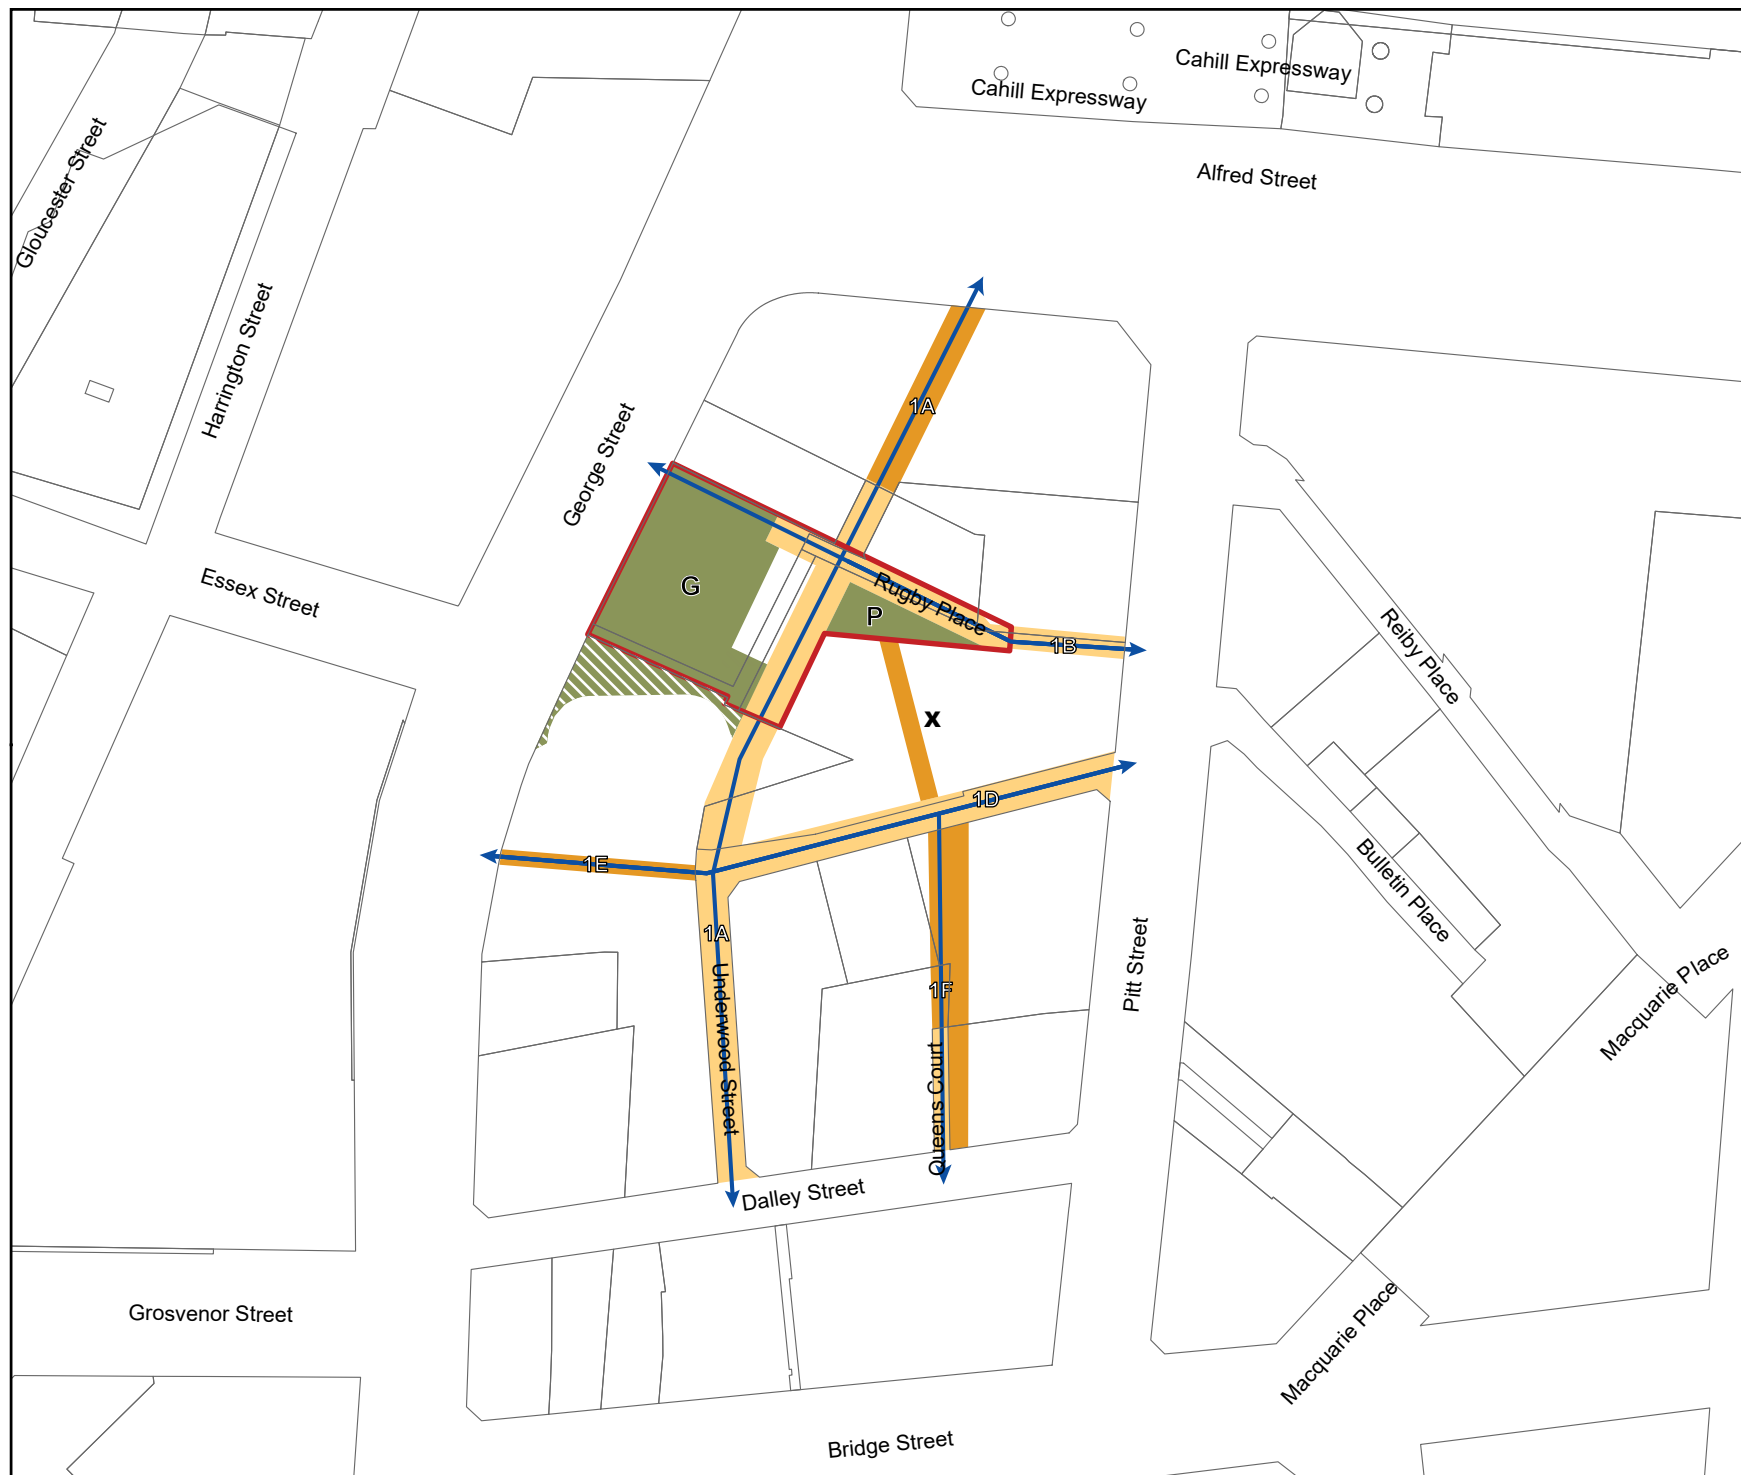 Cahill Expressway
Cahill Expressway
Gloucester Street
Alfred Street
Harrington Street
1A
George Street
Essex Street
G
Rugby Place
P
1B
Reiby Place
x
1D
1E
Bulletin Place
1A
Pitt Street
1F
Macquarie Place
Underwood Street
Queens Court
Dalley Street
Grosvenor Street
Macquarie Place
Bridge Street